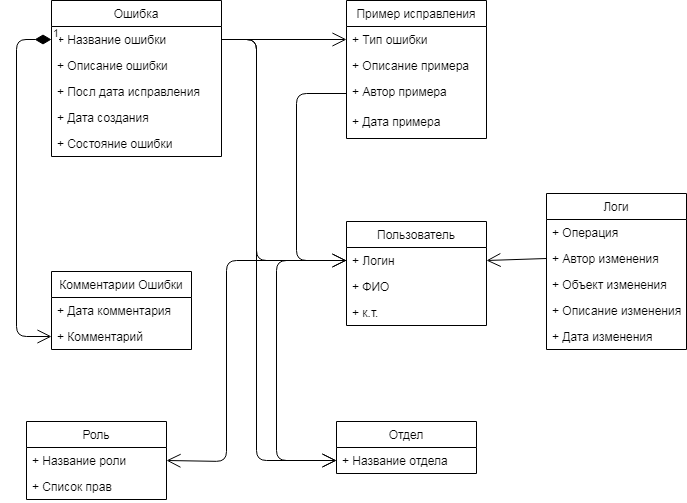 Ошибка
1
+ Название ошибки
+ Описание ошибки
+ Посл дата исправления
+ Дата создания
+ Состояние ошибки
Пример исправления
+ Тип ошибки
+ Описание примера
+ Автор примера
+ Дата примера
Пользователь
+ Логин
+ ФИО
+ к.т.
Логи
+ Операция
+ Автор изменения
+ Объект изменения
+ Описание изменения
+ Дата изменения
Комментарии Ошибки
+ Дата комментария
+ Комментарий
Роль
+ Название роли
+ Список прав
Отдел
+ Название отдела